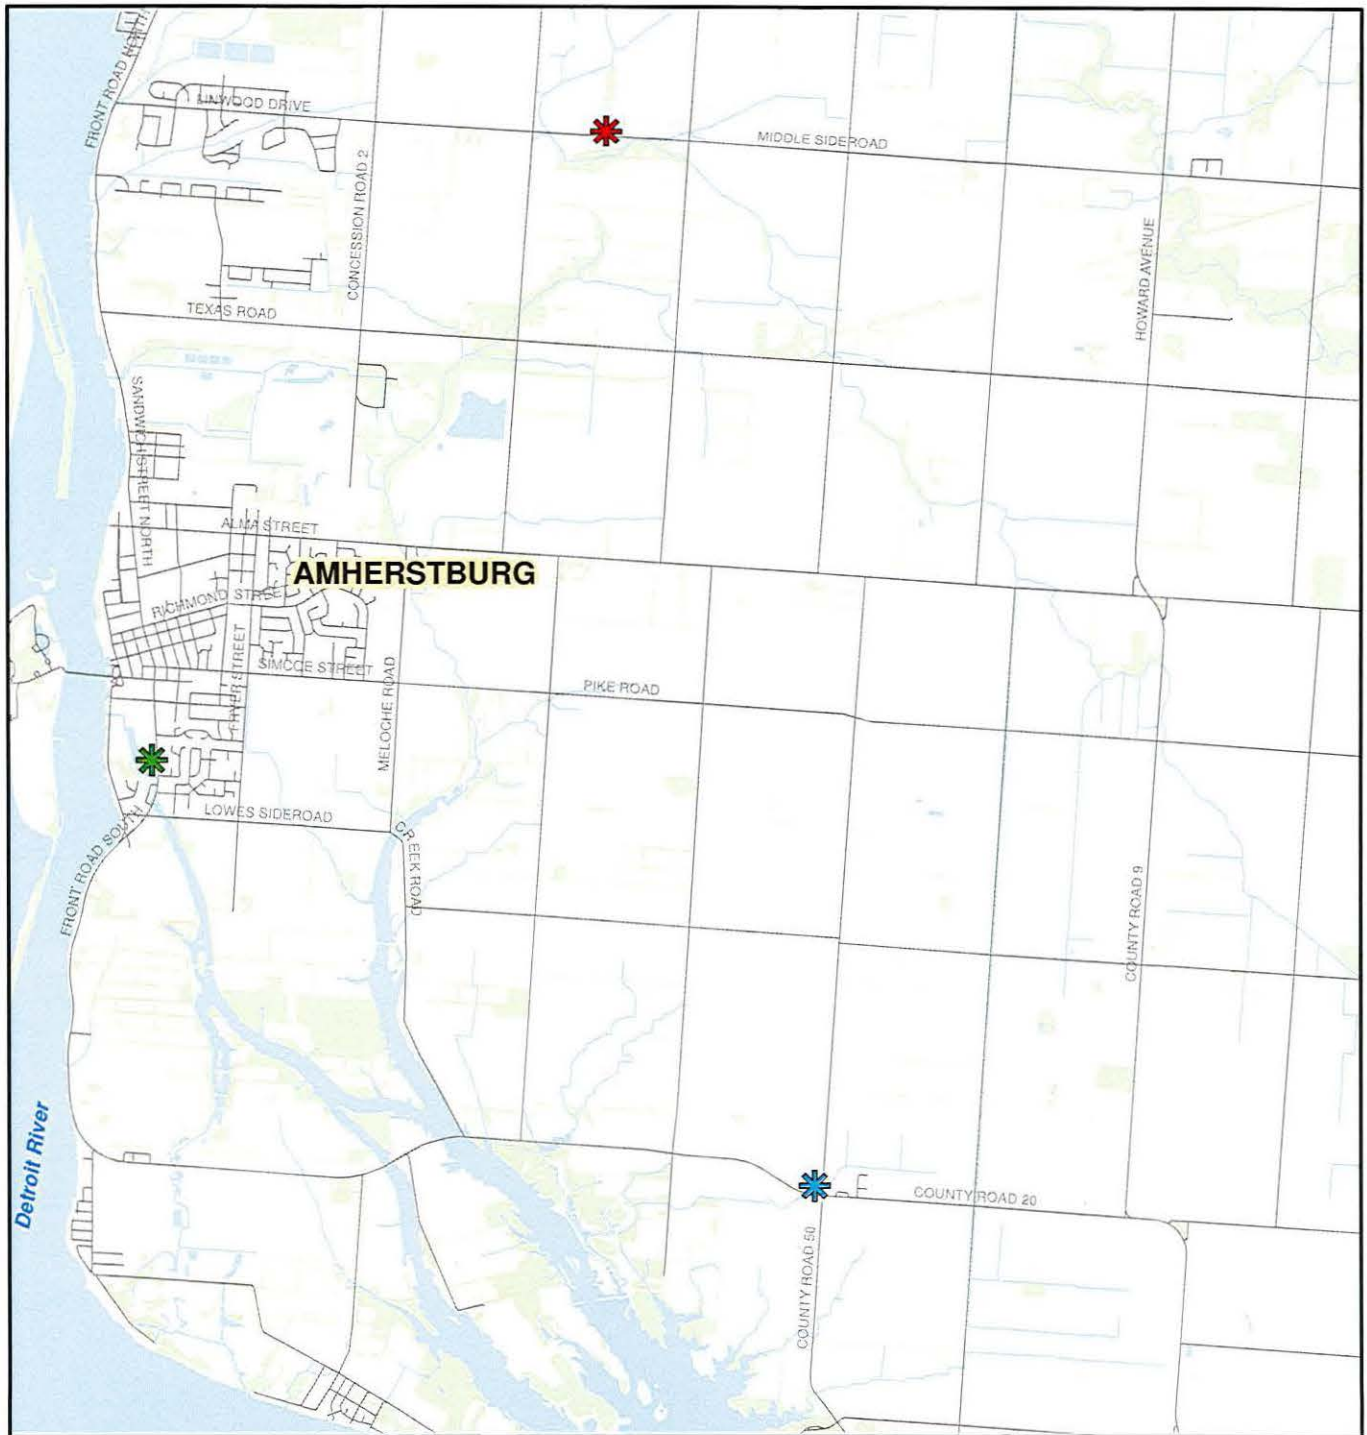 FRONT ROAD NORTH
LINWOOD DRIVE
MIDDLE SIDEROAD
CONCESSION ROAD 2
HOWARD AVENUE
TEXAS ROAD
SANDWICH STREET NORTH
ALMA STREET
AMHERSTBURG
RICHMOND STREET
FRYER STREET
SIMCOE STREET
MELOCHE ROAD
PIKE ROAD
LOWES SIDEROAD
FRONT ROAD SOUTH
CREEK ROAD
COUNTY ROAD 9
Detroit River
COUNTY ROAD 20
COUNTY ROAD 50